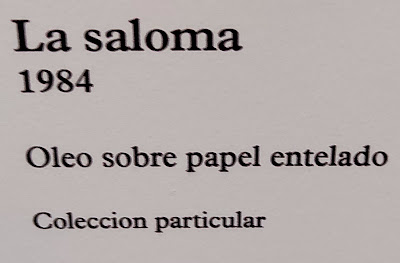 La saloma
1984
Oleo sobre papel entelado
Coleccion particular